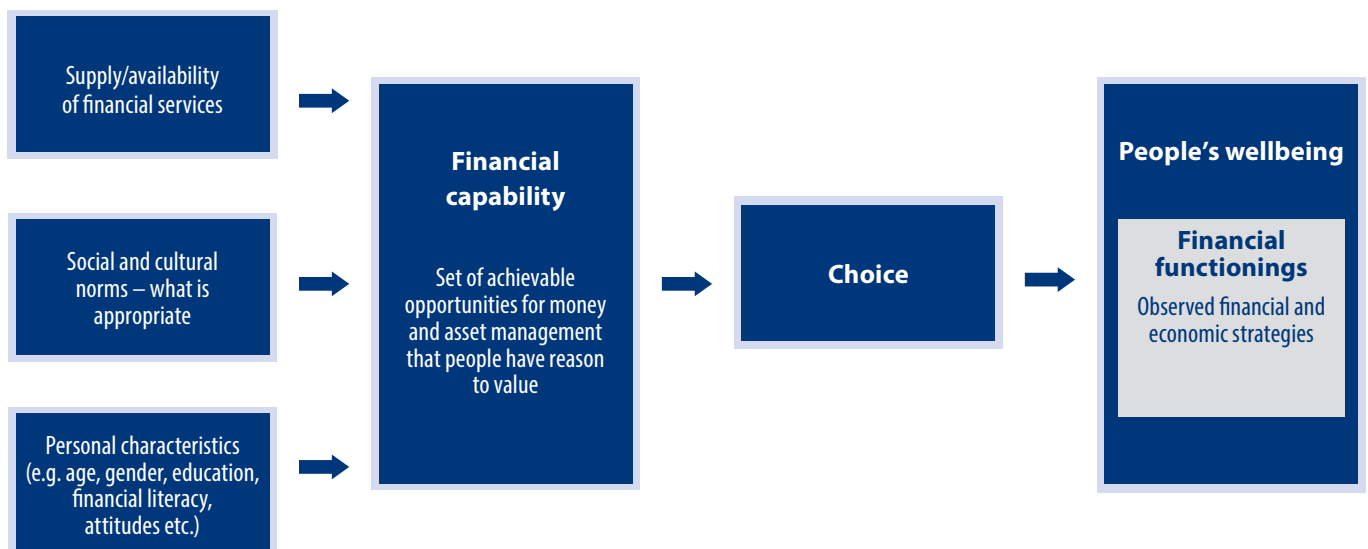 Supply/availability
of financial services
Social and cultural
norms – what is
appropriate
Personal characteristics
(e.g. age, gender, education,
financial literacy,
attitudes etc.)
Financial
capability
Set of achievable
opportunities for money
and asset management
that people have reason
to value
Choice
People’s wellbeing
Financial
functionings
Observed financial and
economic strategies